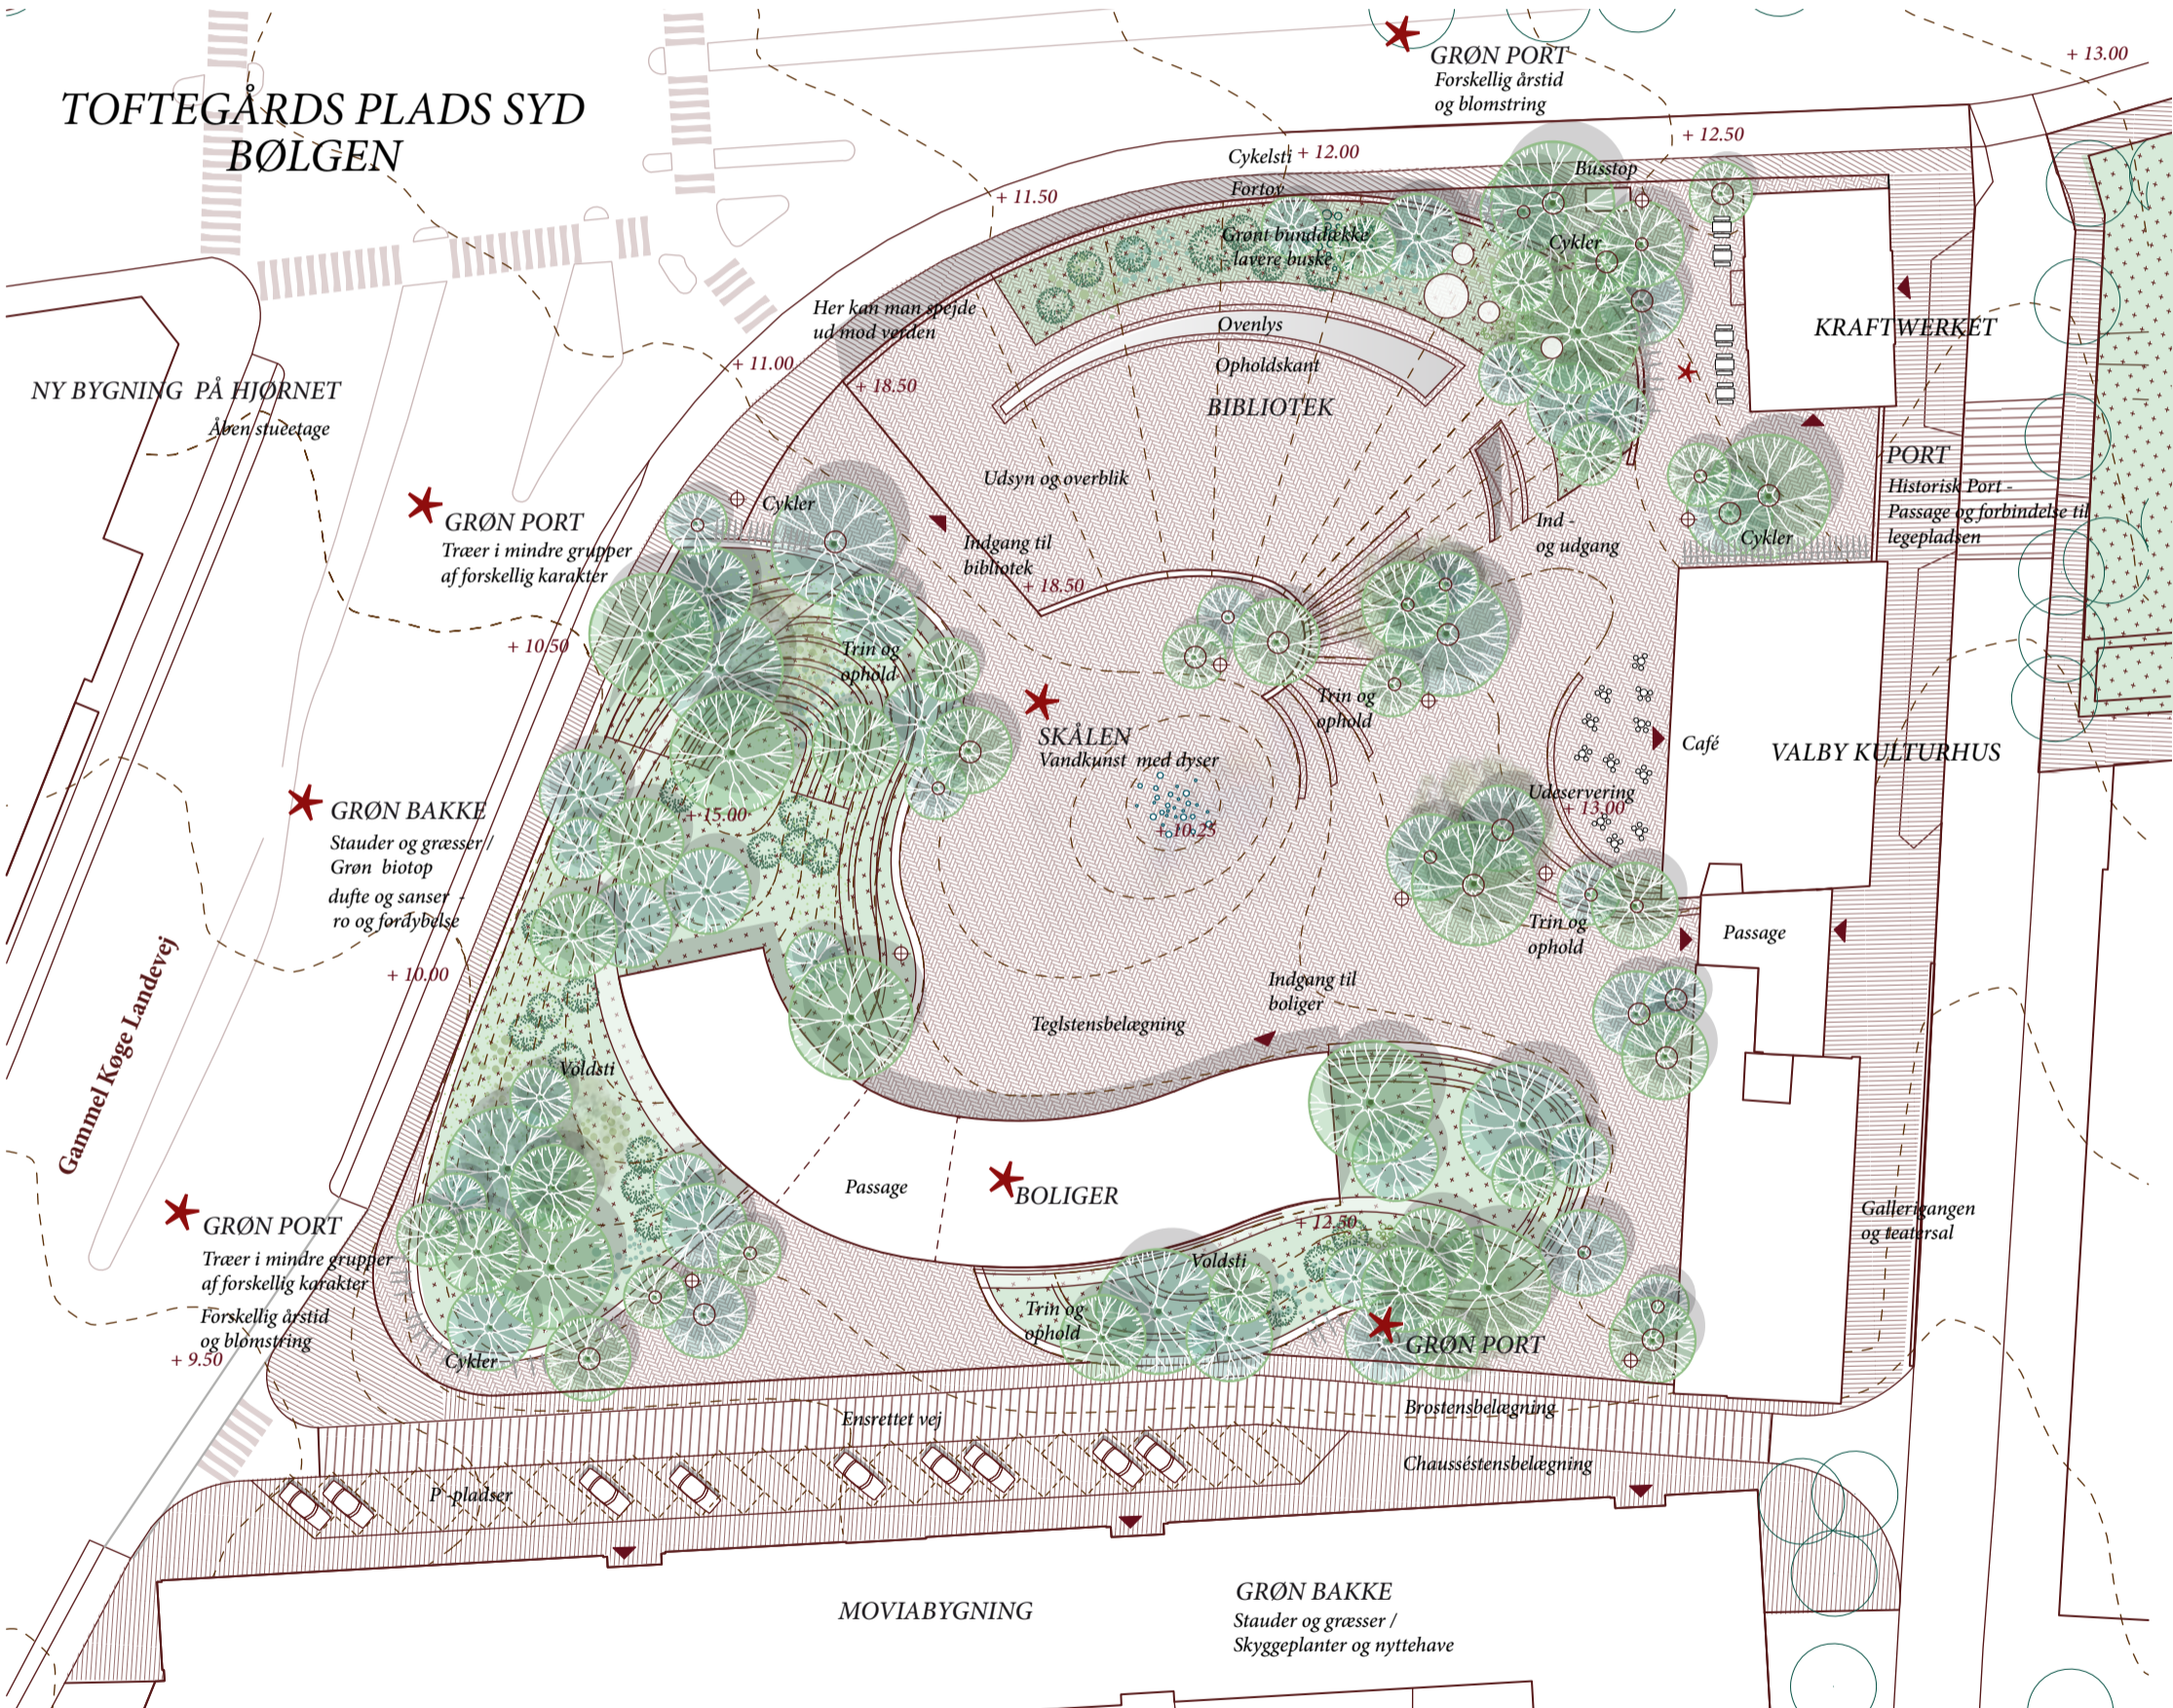 TOFTEGÅRDS PLADS SYD
BØLGEN
GRØN PORT
Forskellig årstid
og blomstring
+ 13.00
+ 12.50
Cykelsti
+ 12.00
Fortov
Busstop
+ 11.50
Grønt bunddække
- lavere buske
Cykler
Her kan man spejde
ud mod verden
Ovenlys
Opholdskant
KRAFTWERKET
+ 11.00
+ 18.50
BIBLIOTEK
NY BYGNING PÅ HJØRNET
Åben stueetage
PORT
Historisk Port -
Passage og forbindelse til
legepladsen
Udsyn og overblik
Cykler
Ind -
og udgang
Cykler
GRØN PORT
Træer i mindre grupper
af forskellig karakter
Indgang til
bibliotek
+ 18.50
+ 10.50
Trin og
ophold
Trin og
ophold
SKÅLEN
Vandkunst med dyser
Café
VALBY KULTURHUS
Udeservering
+ 13.00
GRØN BAKKE
Stauder og græsser /
Grøn biotop
dufte og sanser -
ro og fordybelse
+ 15.00
+ 10.25
Trin og
ophold
Passage
+ 10.00
Indgang til
boliger
Teglstensbelægning
Gammel Køge Landevej
Voldsti
Passage
BOLIGER
+ 12.50
Gallerigangen
og teatersal
GRØN PORT
Træer i mindre grupper
af forskellig karakter
Forskellig årstid
og blomstring
+ 9.50
Voldsti
Trin og
ophold
GRØN PORT
Cykler
Ensrettet vej
Brostensbelægning
Chausséstensbelægning
P -pladser
MOVIABYGNING
GRØN BAKKE
Stauder og græsser /
Skyggeplanter og nyttehave